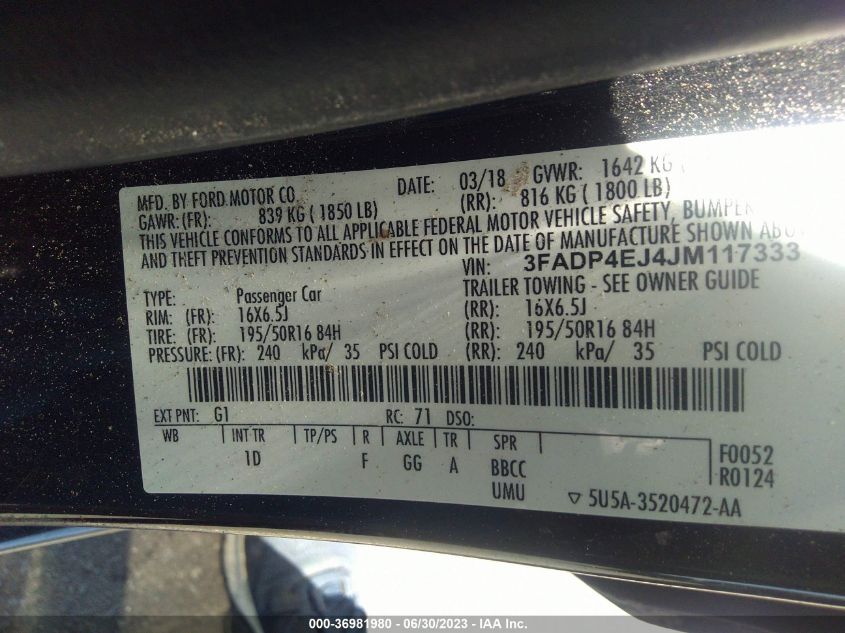 MFD. BY FORD MOTOR CO DATE: 03/18 GVWR: 1642 KG
GAWR: (FR): 839 KG ( 1850 LB) (RR): 816 KG ( 1800 LB)
THIS VEHICLE CONFORMS TO ALL APPLICABLE FEDERAL MOTOR VEHICLE SAFETY, BUMPER
AND THEFT PREVENTION STANDARDS IN EFFECT ON THE DATE OF MANUFACTURE SHOWN
VIN: 3FADP4EJ4JM117333
TYPE: Passenger Car TRAILER TOWING - SEE OWNER GUIDE
RIM: (FR): 16X6.5J (RR): 16X6.5J
TIRE: (FR): 195/50R16 84H (RR): 195/50R16 84H
PRESSURE: (FR): 240 kPa/ 35 PSI COLD (RR): 240 kPa/ 35 PSI COLD
EXT PNT: G1 RC: 71 DSO:
WB INT TR TP/PS R AXLE TR SPR
1D F GG A BBCC
UMU
F0052
R0124
▽ 5U5A-3520472-AA
000-36981980 - 06/30/2023 - © IAA Inc.